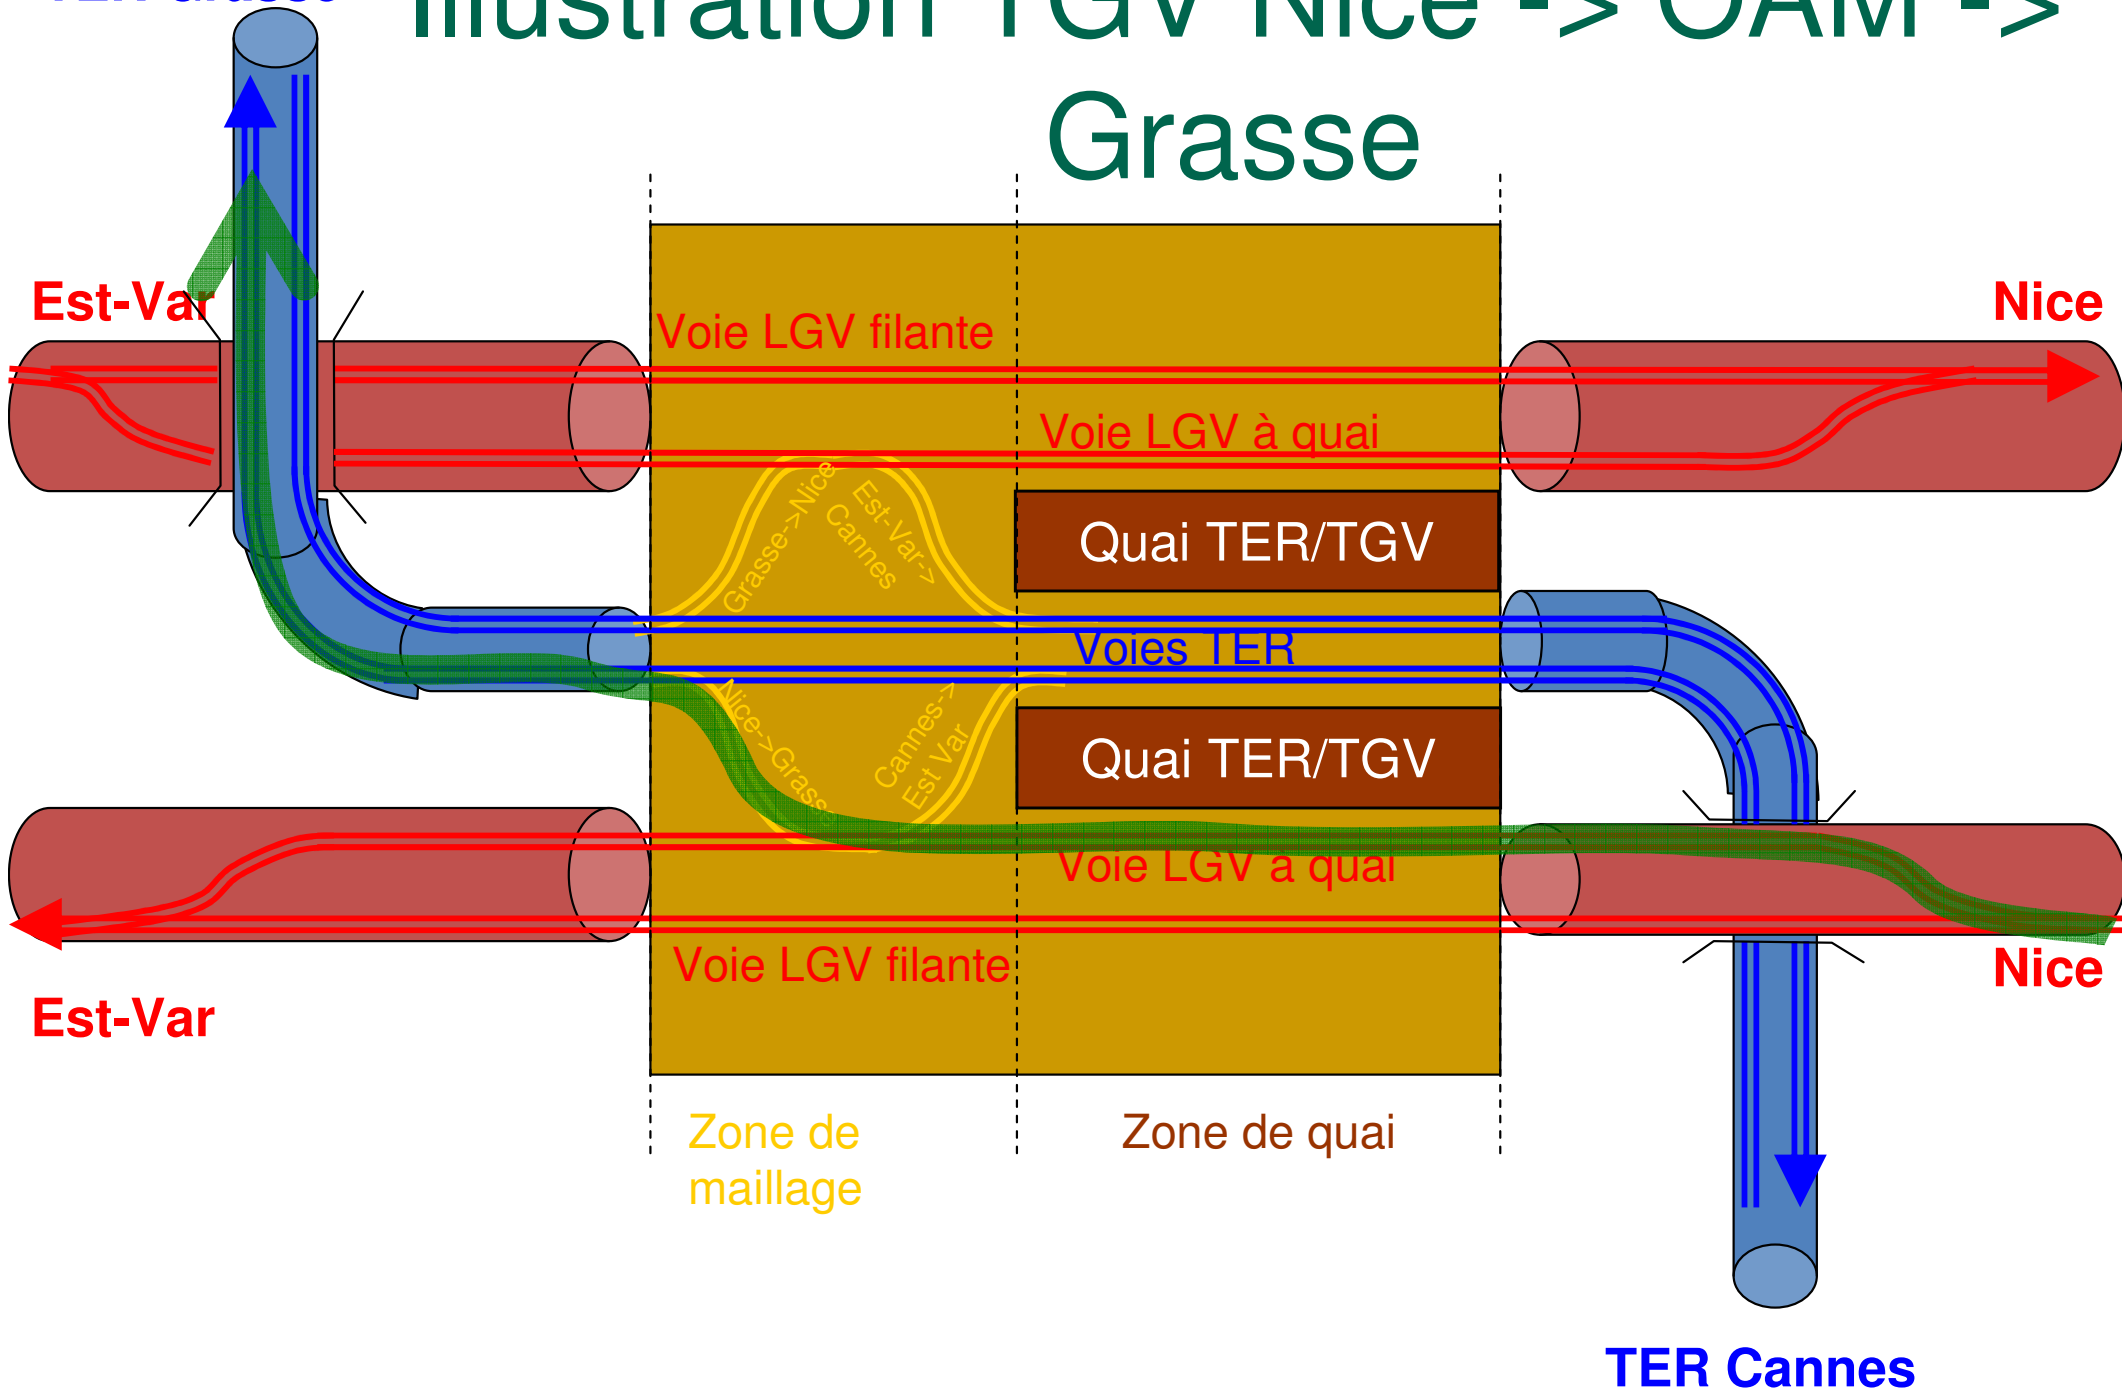 TER Grasse
Illustration TGV Nice -> OAM ->
Grasse
Est-Var
Nice
Voie LGV filante
Voie LGV à quai
Grasse->Nice
Est-Var->
Cannes
Quai TER/TGV
Voies TER
Nice->Grasse
Cannes->
Est Var
Quai TER/TGV
Voie LGV à quai
Voie LGV filante
Nice
Est-Var
Zone de
maillage
Zone de quai
TER Cannes